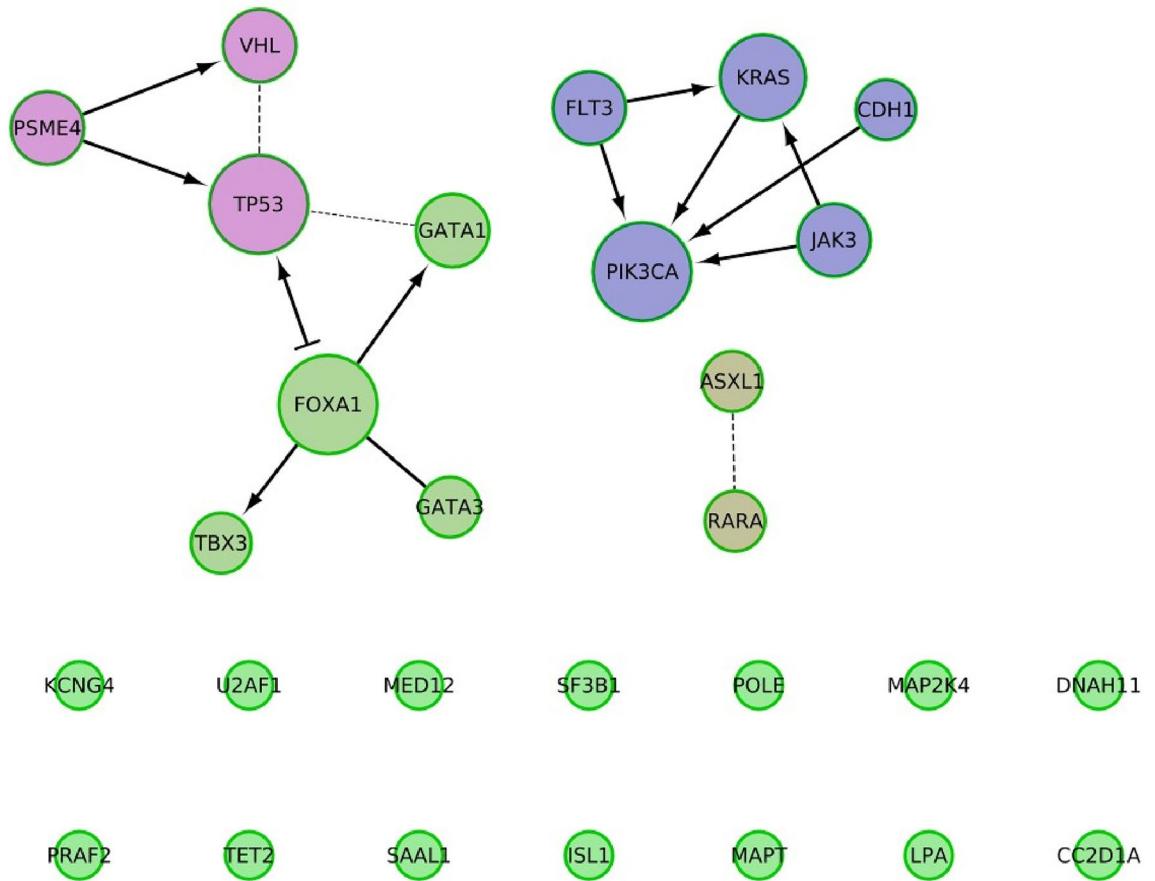 VHL
KRAS
FLT3
CDH1
PSME4
TP53
GATA1
JAK3
PIK3CA
ASXL1
FOXA1
GATA3
RARA
TBX3
KCNG4 U2AF1 MED12 SF3B1 POLE MAP2K4 DNAH11
PRAF2 TET2 SAAL1 ISL1 MAPT LPA CC2D1A